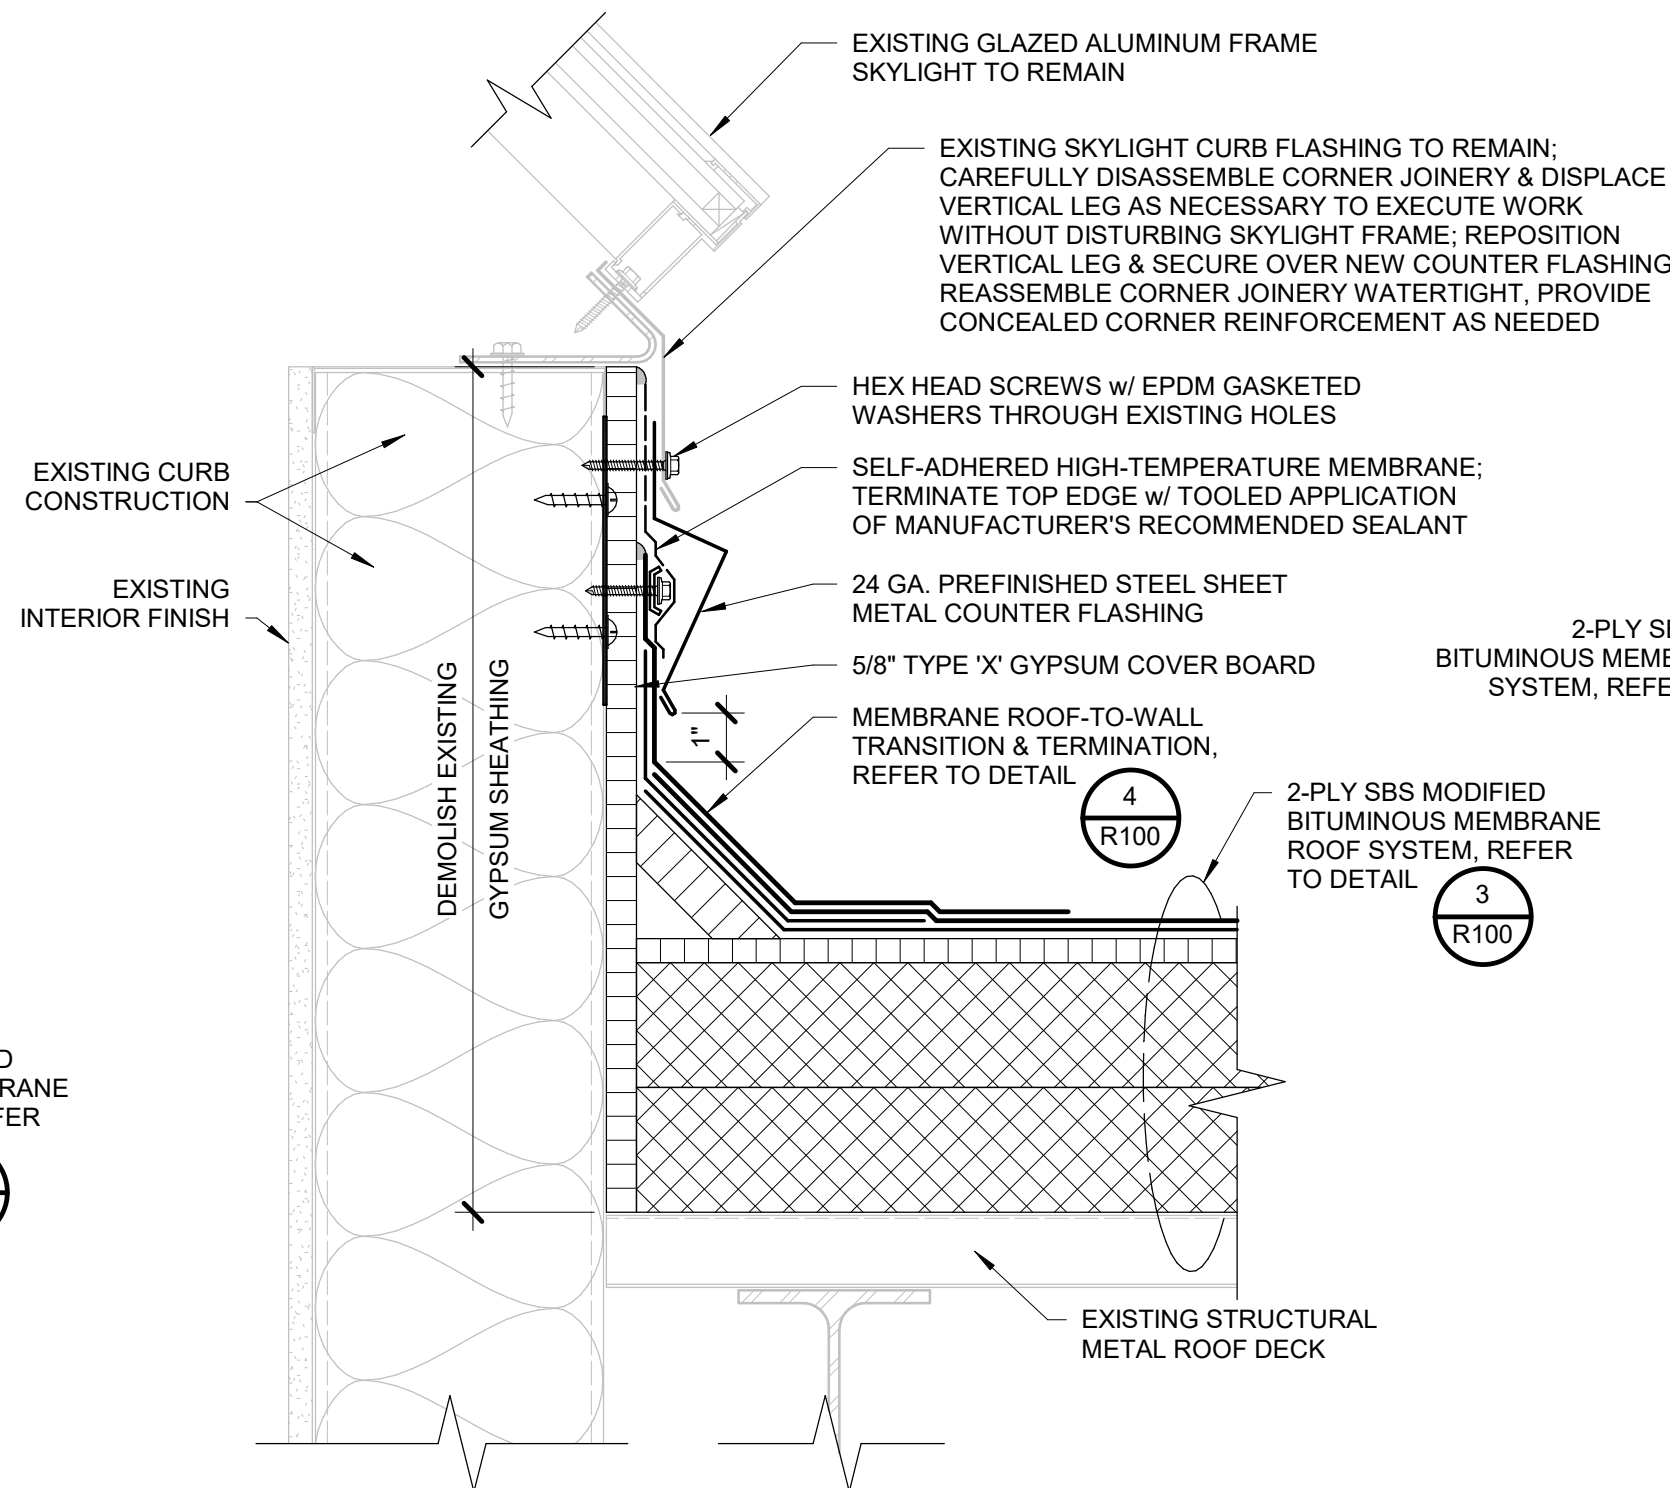 EXISTING GLAZED ALUMINUM FRAME
SKYLIGHT TO REMAIN
EXISTING SKYLIGHT CURB FLASHING TO REMAIN;
CAREFULLY DISASSEMBLE CORNER JOINERY & DISPLACE
VERTICAL LEG AS NECESSARY TO EXECUTE WORK
WITHOUT DISTURBING SKYLIGHT FRAME; REPOSITION
VERTICAL LEG & SECURE OVER NEW COUNTER FLASHING
REASSEMBLE CORNER JOINERY WATERTIGHT, PROVIDE
CONCEALED CORNER REINFORCEMENT AS NEEDED
HEX HEAD SCREWS w/ EPDM GASKETED
WASHERS THROUGH EXISTING HOLES
SELF-ADHERED HIGH-TEMPERATURE MEMBRANE;
TERMINATE TOP EDGE w/ TOOLED APPLICATION
OF MANUFACTURER'S RECOMMENDED SEALANT
EXISTING CURB
CONSTRUCTION
EXISTING
INTERIOR FINISH
24 GA. PREFINISHED STEEL SHEET
METAL COUNTER FLASHING
5/8" TYPE 'X' GYPSUM COVER BOARD
2-PLY SB
BITUMINOUS MEMB
SYSTEM, REFE
DEMOLISH EXISTING
GYPSUM SHEATHING
1"
MEMBRANE ROOF-TO-WALL
TRANSITION & TERMINATION,
REFER TO DETAIL
4
R100
2-PLY SBS MODIFIED
BITUMINOUS MEMBRANE
ROOF SYSTEM, REFER
TO DETAIL
3
R100
D
RANE
FER
EXISTING STRUCTURAL
METAL ROOF DECK